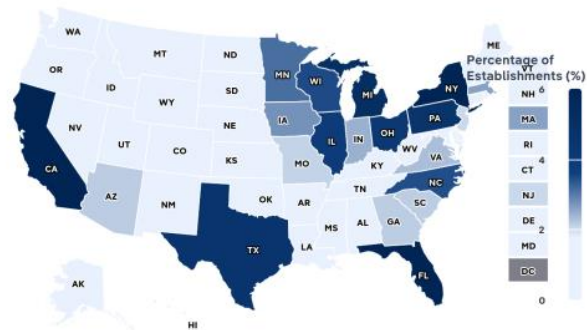 WA
ME
MT
ND
Percentage of
Establishments (%)
VT
OR
MN
ID
SD
WI
MI
NY
NH
6
WY
MA
IA
NE
PA
RI
NV
IL
IN
OH
UT
CO
WV
CT
4
CA
KS
MO
KY
VA
NJ
NC
TN
AZ
OK
NM
AR
SC
DE
2
MS
AL
GA
MD
TX
LA
DC
FL
AK
0
HI